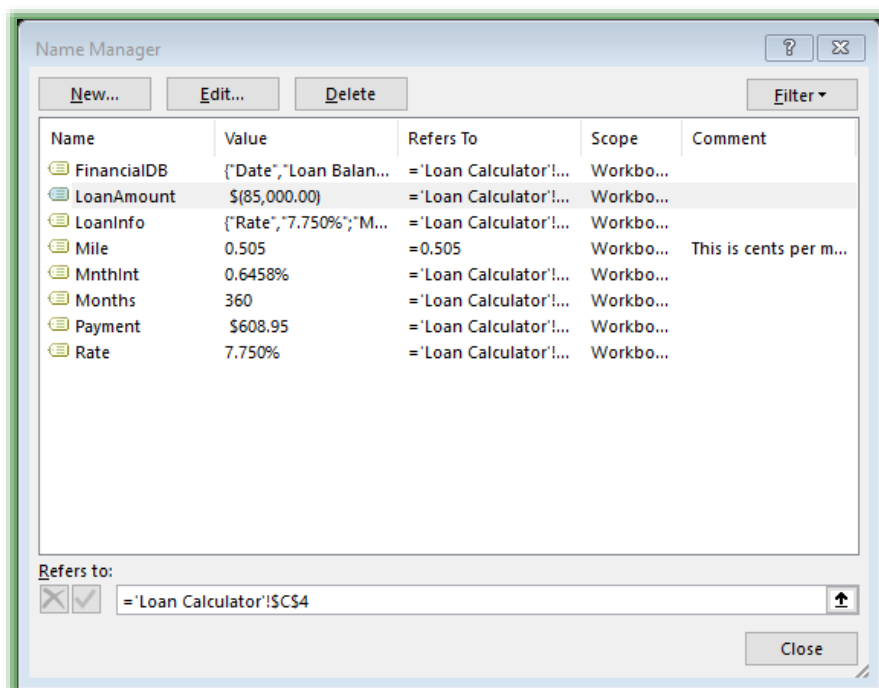 Name Manager
New... Edit... Delete Filter
Name Value Refers To Scope Comment
FinancialDB {"Date","Loan Balan... ='Loan Calculator'!... Workbo...
LoanAmount $(85,000.00) ='Loan Calculator'!... Workbo...
LoanInfo {"Rate","7.750%";"M... ='Loan Calculator'!... Workbo...
Mile 0.505 =0.505 Workbo... This is cents per m...
MnthInt 0.6458% ='Loan Calculator'!... Workbo...
Months 360 ='Loan Calculator'!... Workbo...
Payment $608.95 ='Loan Calculator'!... Workbo...
Rate 7.750% ='Loan Calculator'!... Workbo...
Refers to:
='Loan Calculator'!$C$4
Close